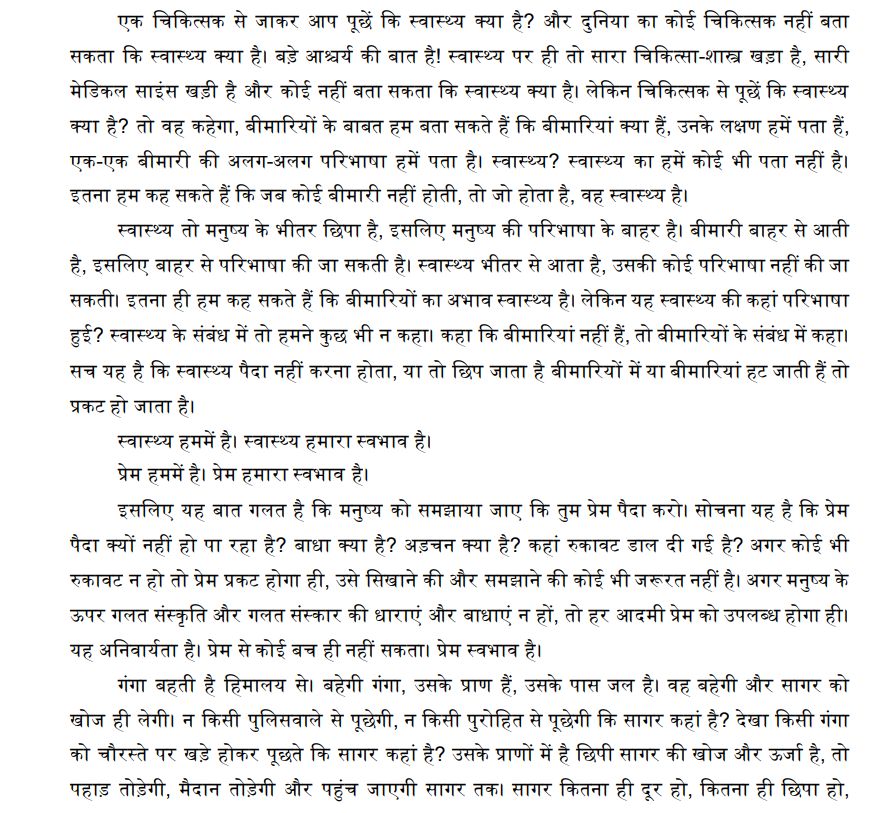 एक चिकित्सक से जाकर आप पूछें कि स्वास्थ्य क्या है? और दुनिया का कोई चिकित्सक नहीं बता
सकता कि स्वास्थ्य क्या है। बड़े आश्चर्य की बात है! स्वास्थ्य पर ही तो सारा चिकित्सा-शास्त्र खड़ा है, सारी
मेडिकल साइंस खड़ी है और कोई नहीं बता सकता कि स्वास्थ्य क्या है। लेकिन चिकित्सक से पूछें कि स्वास्थ्य
क्या है? तो वह कहेगा, बीमारियों के बाबत हम बता सकते हैं कि बीमारियां क्या हैं, उनके लक्षण हमें पता हैं,
एक-एक बीमारी की अलग-अलग परिभाषा हमें पता है। स्वास्थ्य? स्वास्थ्य का हमें कोई भी पता नहीं है।
इतना हम कह सकते हैं कि जब कोई बीमारी नहीं होती, तो जो होता है, वह स्वास्थ्य है।
स्वास्थ्य तो मनुष्य के भीतर छिपा है, इसलिए मनुष्य की परिभाषा के बाहर है। बीमारी बाहर से आती
है, इसलिए बाहर से परिभाषा की जा सकती है। स्वास्थ्य भीतर से आता है, उसकी कोई परिभाषा नहीं की जा
सकती। इतना ही हम कह सकते हैं कि बीमारियों का अभाव स्वास्थ्य है। लेकिन यह स्वास्थ्य की कहां परिभाषा
हुई? स्वास्थ्य के संबंध में तो हमने कुछ भी न कहा। कहा कि बीमारियां नहीं हैं, तो बीमारियों के संबंध में कहा।
सच यह है कि स्वास्थ्य पैदा नहीं करना होता, या तो छिप जाता है बीमारियों में या बीमारियां हट जाती हैं तो
प्रकट हो जाता है।
स्वास्थ्य हममें है। स्वास्थ्य हमारा स्वभाव है।
प्रेम हममें है। प्रेम हमारा स्वभाव है।
इसलिए यह बात गलत है कि मनुष्य को समझाया जाए कि तुम प्रेम पैदा करो। सोचना यह है कि प्रेम
पैदा क्यों नहीं हो पा रहा है? बाधा क्या है? अड़चन क्या है? कहां रुकावट डाल दी गई है? अगर कोई भी
रुकावट न हो तो प्रेम प्रकट होगा ही, उसे सिखाने की और समझाने की कोई भी जरूरत नहीं है। अगर मनुष्य के
ऊपर गलत संस्कृति और गलत संस्कार की धाराएं और बाधाएं न हों, तो हर आदमी प्रेम को उपलब्ध होगा ही।
यह अनिवार्यता है। प्रेम से कोई बच ही नहीं सकता। प्रेम स्वभाव है।
गंगा बहती है हिमालय से। बहेगी गंगा, उसके प्राण हैं, उसके पास जल है। वह बहेगी और सागर को
खोज ही लेगी। न किसी पुलिसवाले से पूछेगी, न किसी पुरोहित से पूछेगी कि सागर कहां है? देखा किसी गंगा
को चौरस्ते पर खड़े होकर पूछते कि सागर कहां है? उसके प्राणों में है छिपी सागर की खोज और ऊर्जा है, तो
पहाड़ तोड़ेगी, मैदान तोड़ेगी और पहुंच जाएगी सागर तक। सागर कितना ही दूर हो, कितना ही छिपा हो,